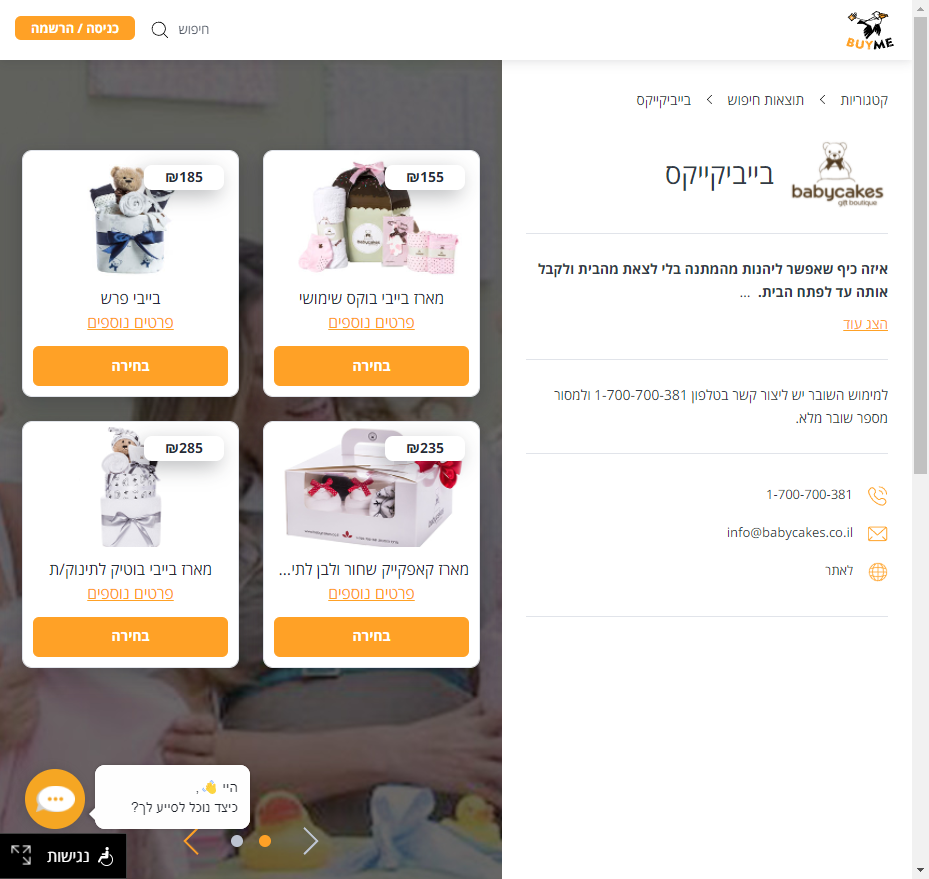 BUYME
חיפוש
כניסה / הרשמה
קטגוריות
תוצאות חיפוש
בייביקייקס
babycakes
gift boutique
בייביקייקס
איזה כיף שאפשר ליהנות מהמתנה בלי לצאת מהבית ולקבל
אותה עד לפתח הבית. ...
הצג עוד
למימוש השובר יש ליצור קשר בטלפון 1-700-700-381 ולמסור
מספר שובר מלא.
1-700-700-381
info@babycakes.co.il
לאתר
₪155
babycakes
מארז בייבי בוקס שימושי
פרטים נוספים
בחירה
₪185
בייבי פרש
פרטים נוספים
בחירה
₪235
מארז קאפקייק שחור ולבן לתי...
פרטים נוספים
בחירה
₪285
מארז בייבי בוטיק לתינוק/ת
פרטים נוספים
בחירה
היי 👋,
כיצד נוכל לסייע לך?
נגישות